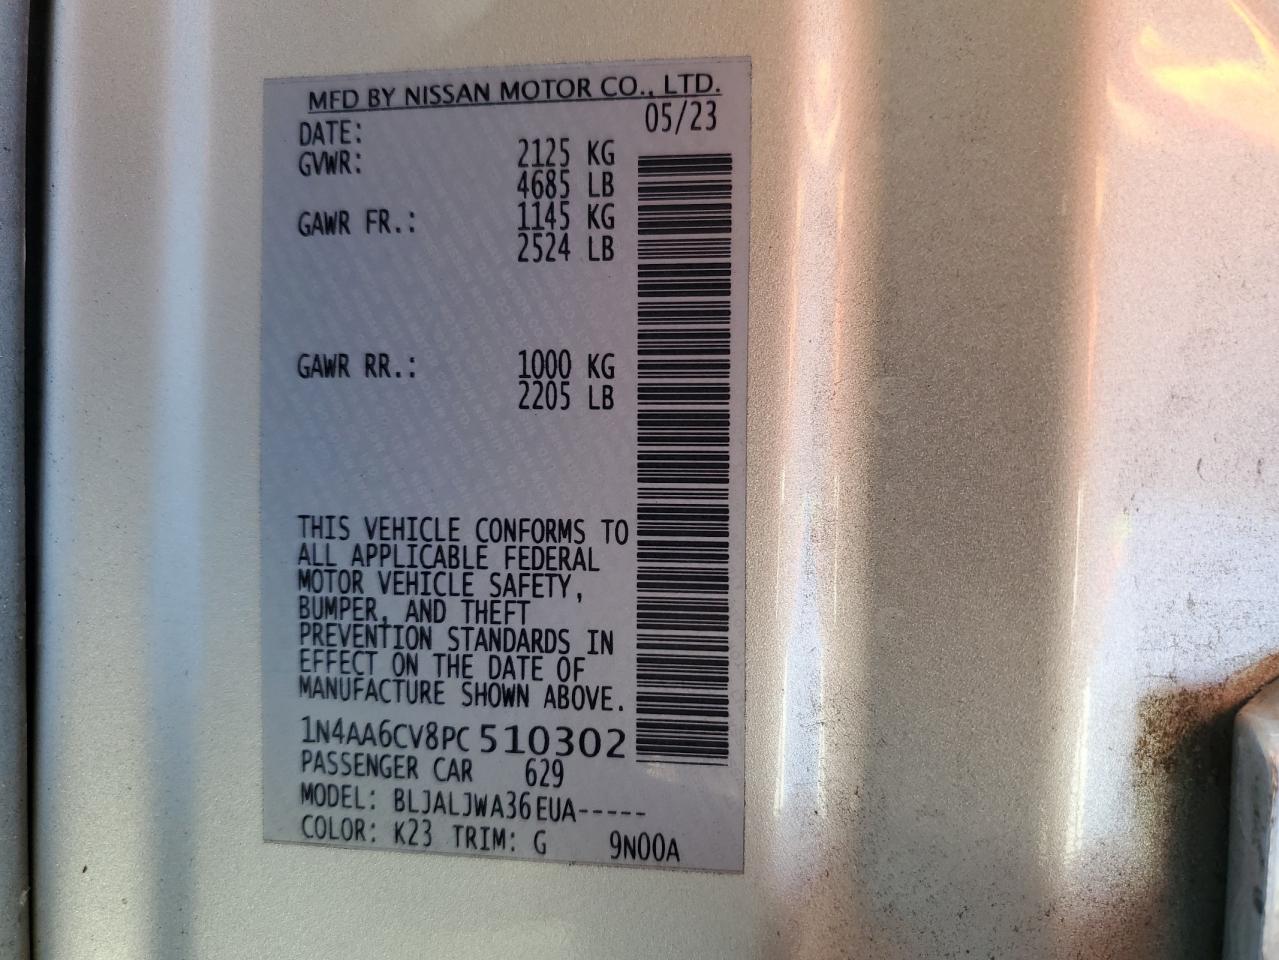 MFD BY NISSAN MOTOR CO., LTD.
DATE: 05/23
GVWR: 2125 KG
4685 LB
GAWR FR.: 1145 KG
2524 LB
GAWR RR.: 1000 KG
2205 LB
THIS VEHICLE CONFORMS TO
ALL APPLICABLE FEDERAL
MOTOR VEHICLE SAFETY,
BUMPER, AND THEFT
PREVENTION STANDARDS IN
EFFECT ON THE DATE OF
MANUFACTURE SHOWN ABOVE.
1N4AA6CV8PC510302
PASSENGER CAR 629
MODEL: BLJALJWA36EUA-----
COLOR: K23 TRIM: G 9N00A